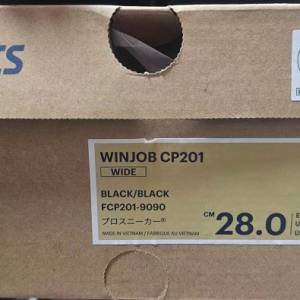 CS
WINJOB CP201
WIDE
BLACK/BLACK
FCP201-9090
プロスニーカー®
MADE IN VIETNAM / FABRIQUE AU VIETNAM
CM 28.0